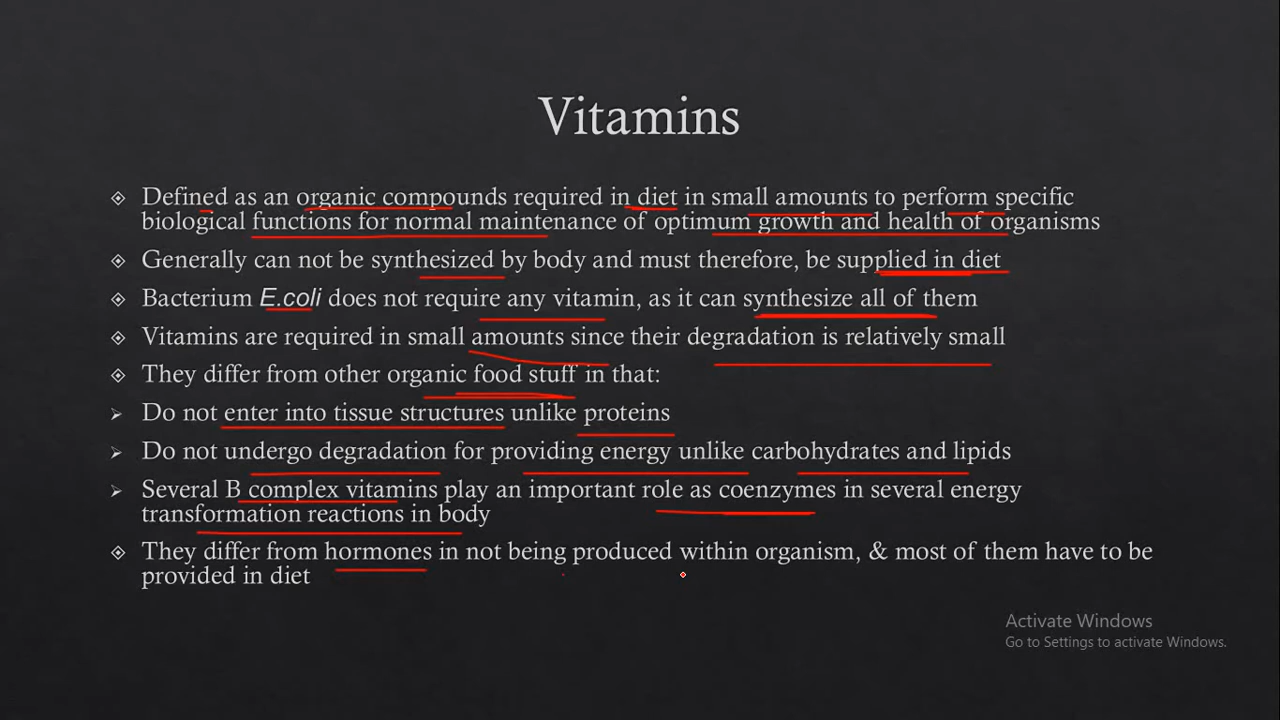 Vitamins
Defined as an organic compounds required in diet in small amounts to perform specific
biological functions for normal maintenance of optimum growth and health of organisms
Generally can not be synthesized by body and must therefore, be supplied in diet
Bacterium E.coli does not require any vitamin, as it can synthesize all of them
Vitamins are required in small amounts since their degradation is relatively small
They differ from other organic food stuff in that:
Do not enter into tissue structures unlike proteins
Do not undergo degradation for providing energy unlike carbohydrates and lipids
Several B complex vitamins play an important role as coenzymes in several energy
transformation reactions in body
They differ from hormones in not being produced within organism, & most of them have to be
provided in diet
Activate Windows
Go to Settings to activate Windows.